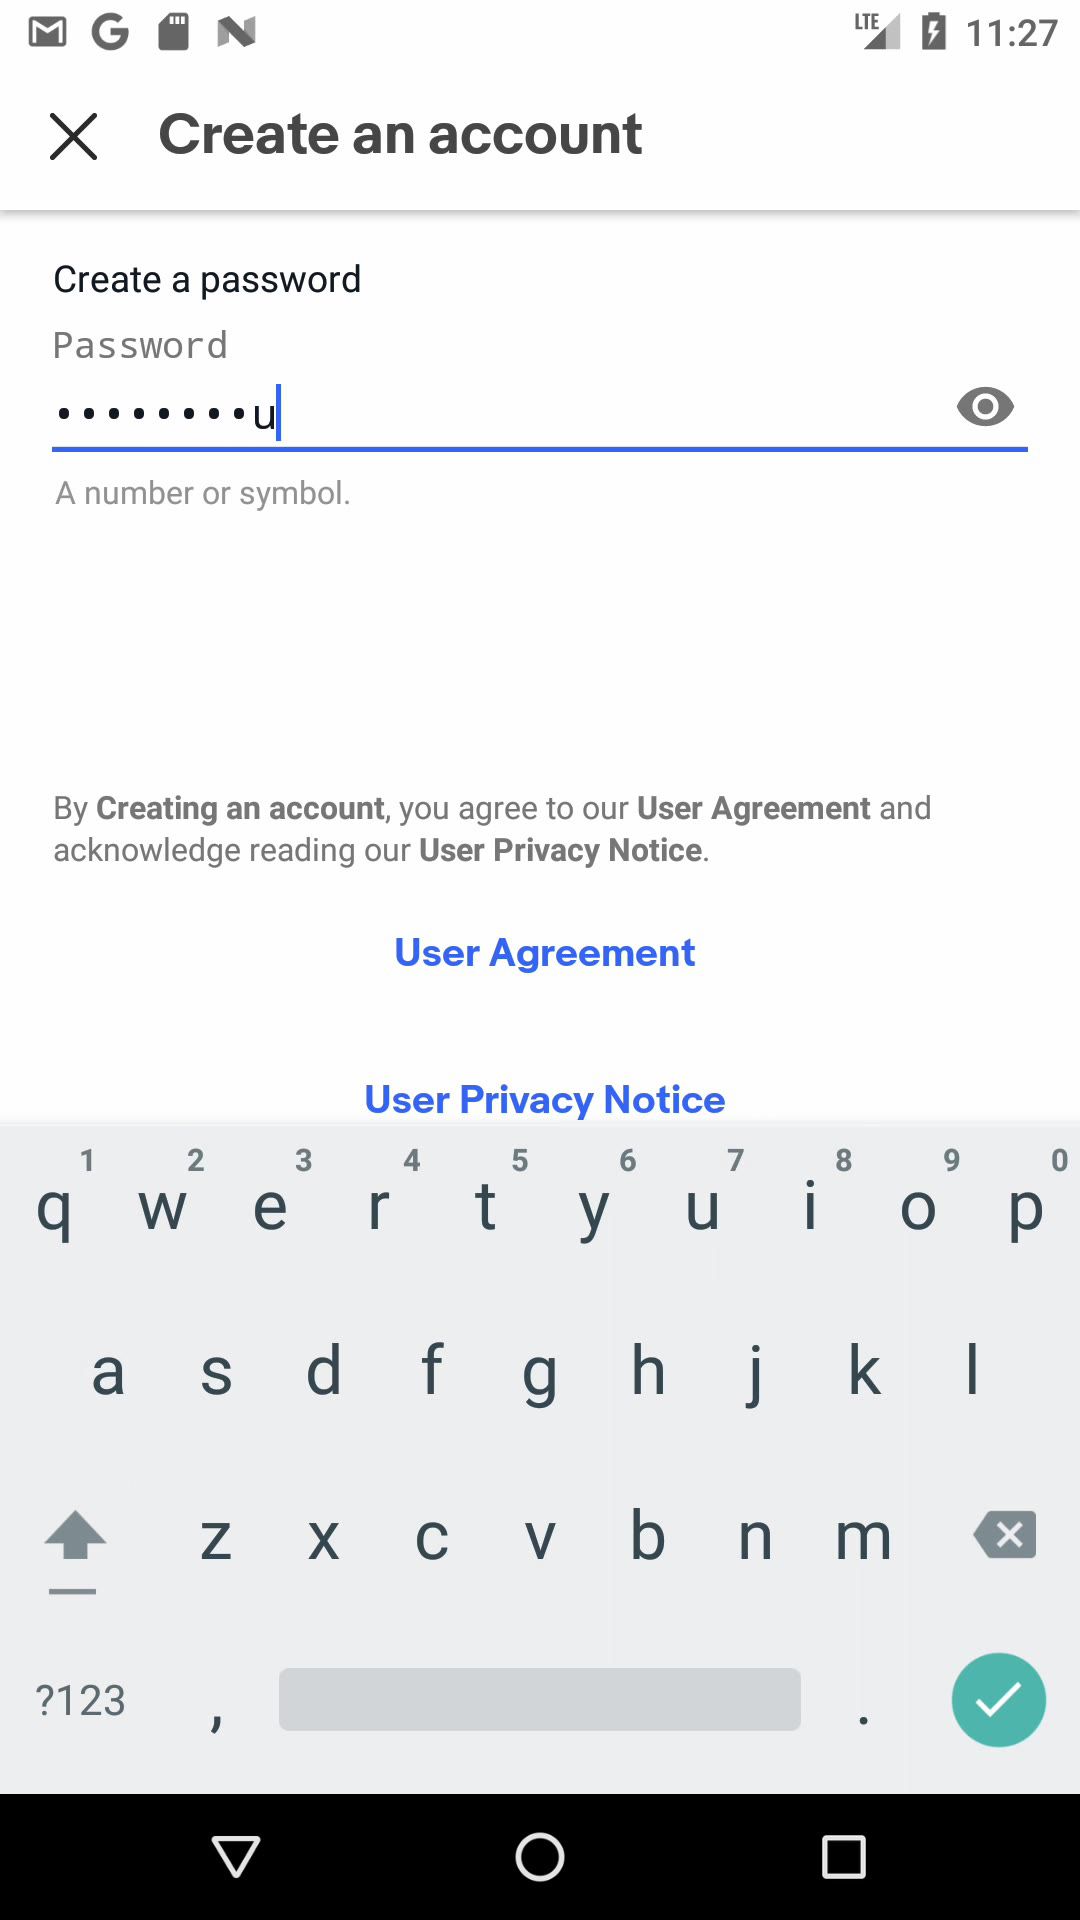 LTE 11:27
Create an account
Create a password
Password
••••••••u
A number or symbol.
By Creating an account, you agree to our User Agreement and
acknowledge reading our User Privacy Notice.
User Agreement
User Privacy Notice
1 2 3 4 5 6 7 8 9 0
q w e r t y u i o p
a s d f g h j k l
z x c v b n m
?123 , .